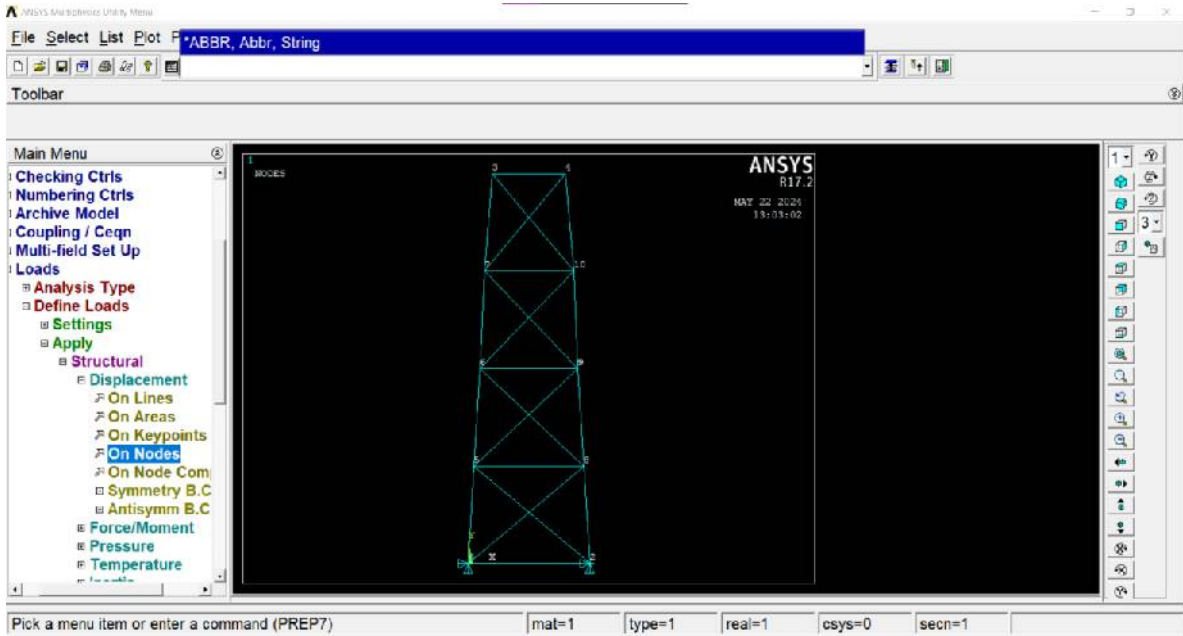 ANSYS Multiphysics Utility Menu
File Select List Plot P
*ABBR, Abbr, String
Toolbar
Main Menu
Checking Ctrls
Numbering Ctrls
Archive Model
Coupling / Ceqn
Multi-field Set Up
Loads
Analysis Type
Define Loads
Settings
Apply
Structural
Displacement
On Lines
On Areas
On Keypoints
On Nodes
On Node Com
Symmetry B.C
Antisymm B.C
Force/Moment
Pressure
Temperature
1
NODES
ANSYS
R17.2
MAY 22 2024
13:03:02
3 4
7 10
6 9
5 8
X 2
1
3
Pick a menu item or enter a command (PREP7)
mat=1 type=1 real=1 csys=0 secn=1